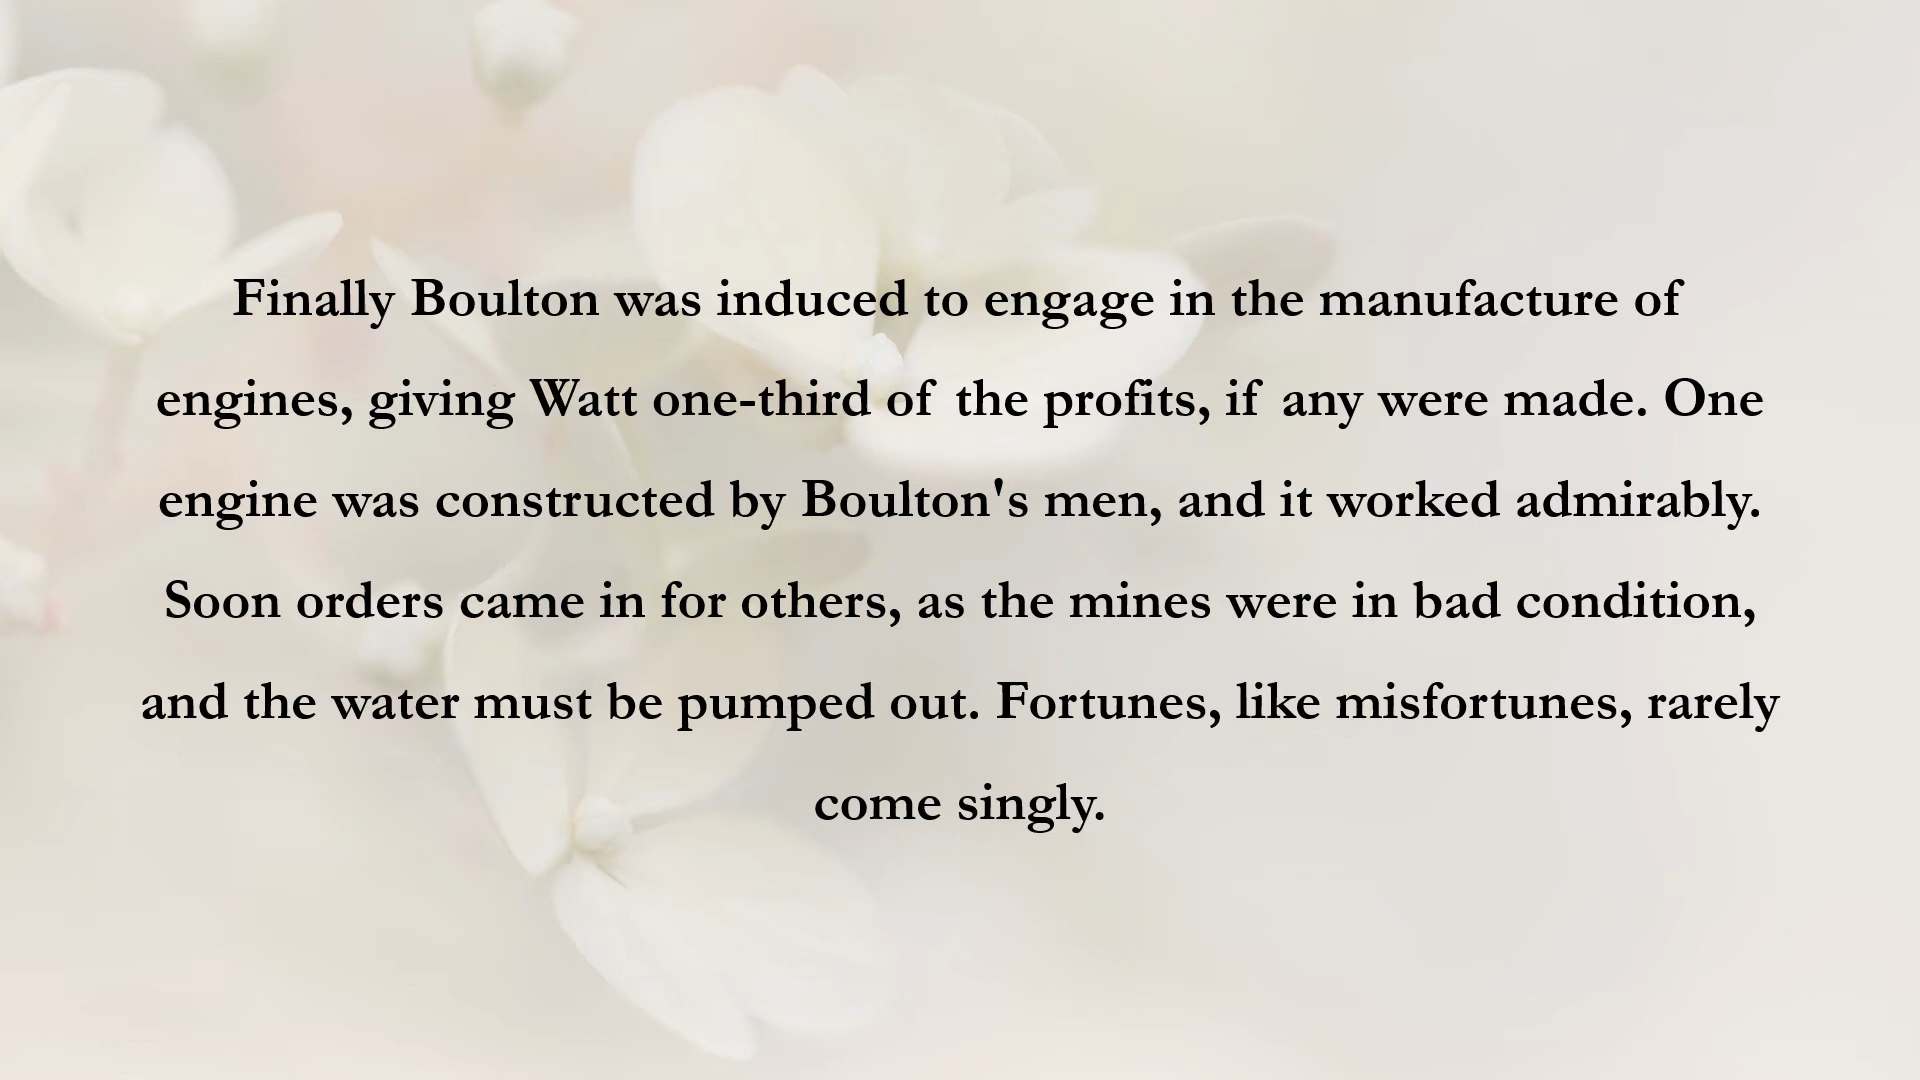 Finally Boulton was induced to engage in the manufacture of
engines, giving Watt one-third of the profits, if any were made. One
engine was constructed by Boulton's men, and it worked admirably.
Soon orders came in for others, as the mines were in bad condition,
and the water must be pumped out. Fortunes, like misfortunes, rarely
come singly.